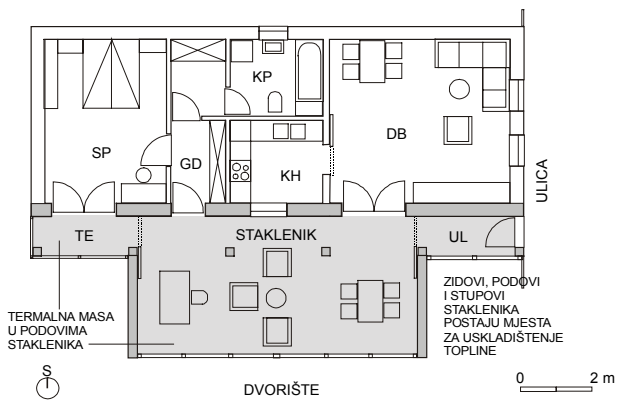 KP
DB
SP
GD
KH
ULICA
TE
STAKLENIK
UL
TERMALNA MASA
U PODOVIMA
STAKLENIKA
ZIDOVI, PODOVI
I STUPOVI
STAKLENIKA
POSTAJU MJESTA
ZA USKLADIŠTENJE
TOPLINE
S
DVORIŠTE
0 2 m